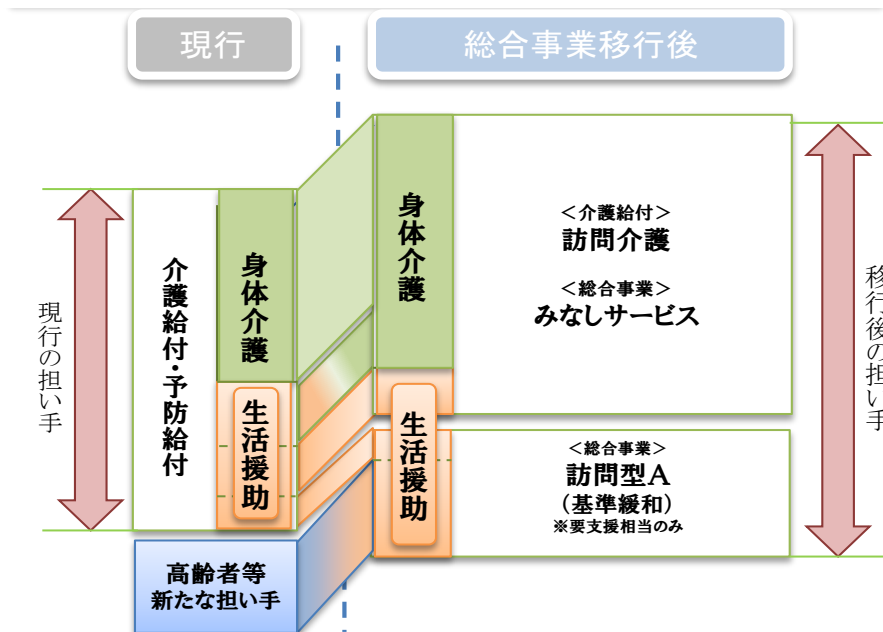 現行
総合事業移行後
現行の担い手
介護給付・予防給付
身体介護
生活援助
高齢者等
新たな担い手
身体介護
生活援助
＜介護給付＞
訪問介護
＜総合事業＞
みなしサービス
＜総合事業＞
訪問型A
(基準緩和)
※要支援相当のみ
移行後の担い手